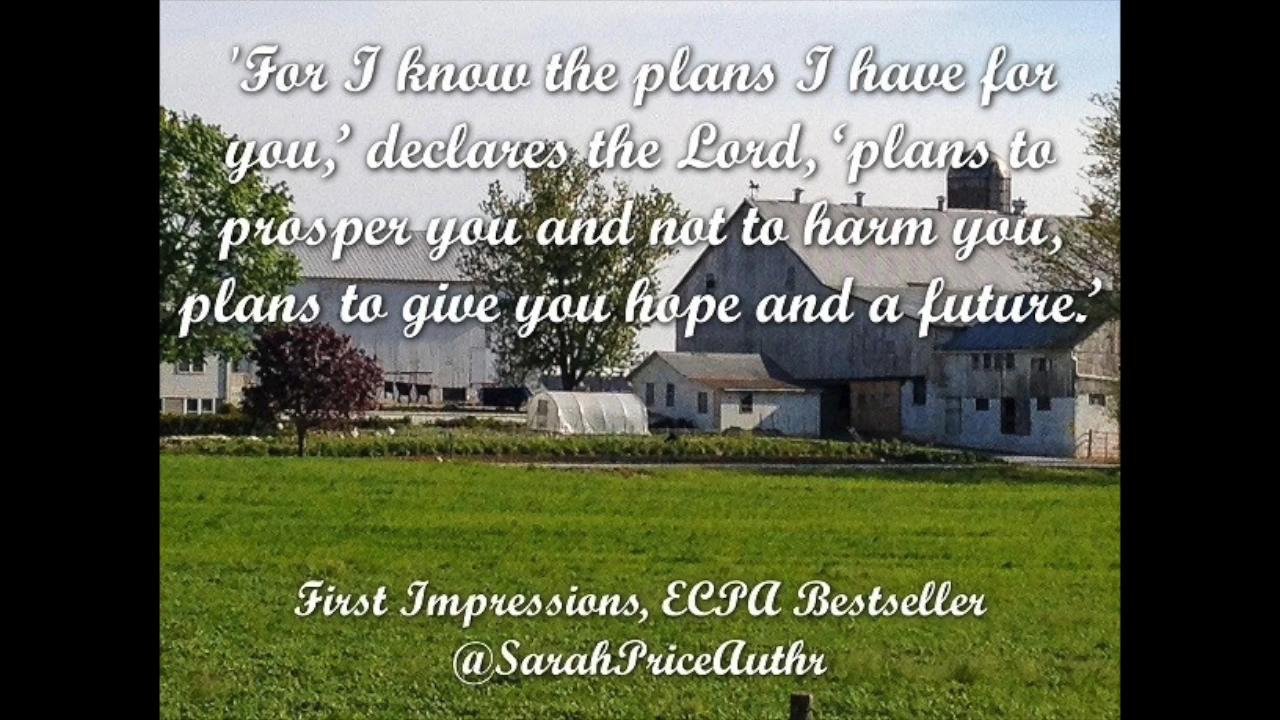 'For I know the plans I have for
you,’ declares the Lord, ‘plans to
prosper you and not to harm you,
plans to give you hope and a future.’
First Impressions, ECPA Bestseller
@SarahPriceAuthr